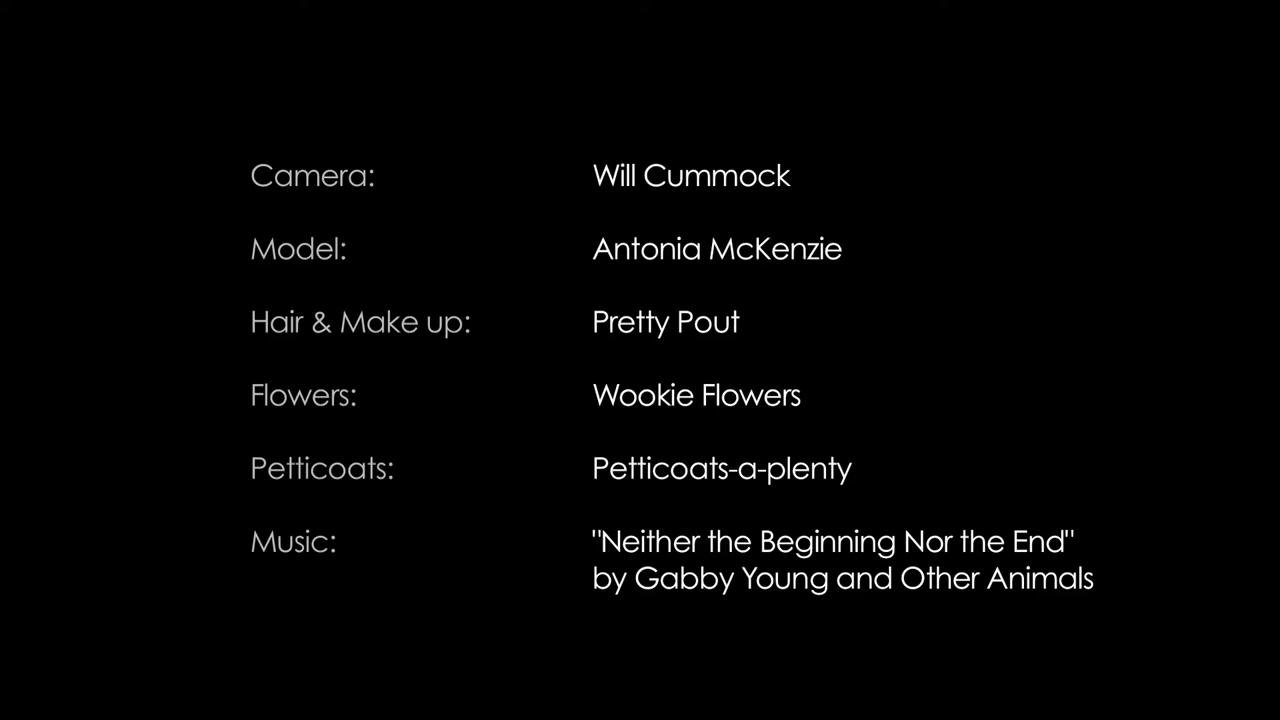 Camera: Will Cummock
Model: Antonia McKenzie
Hair & Make up: Pretty Pout
Flowers: Wookie Flowers
Petticoats: Petticoats-a-plenty
Music: "Neither the Beginning Nor the End"
by Gabby Young and Other Animals